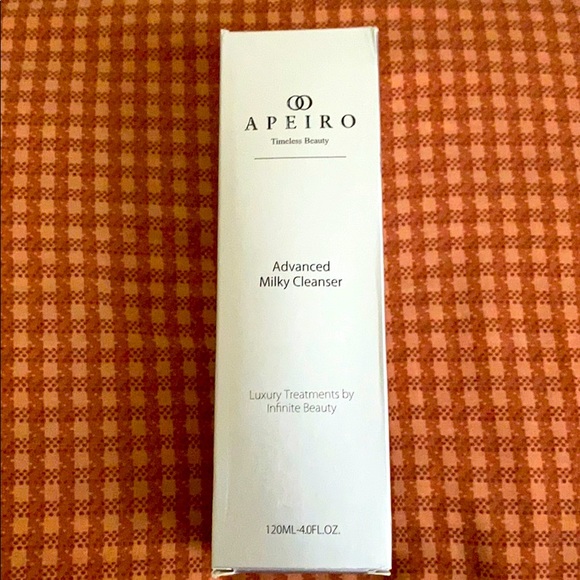 APEIRO
Timeless Beauty
Advanced
Milky Cleanser
Luxury Treatments by
Infinite Beauty
120ML-4.0FL.OZ.